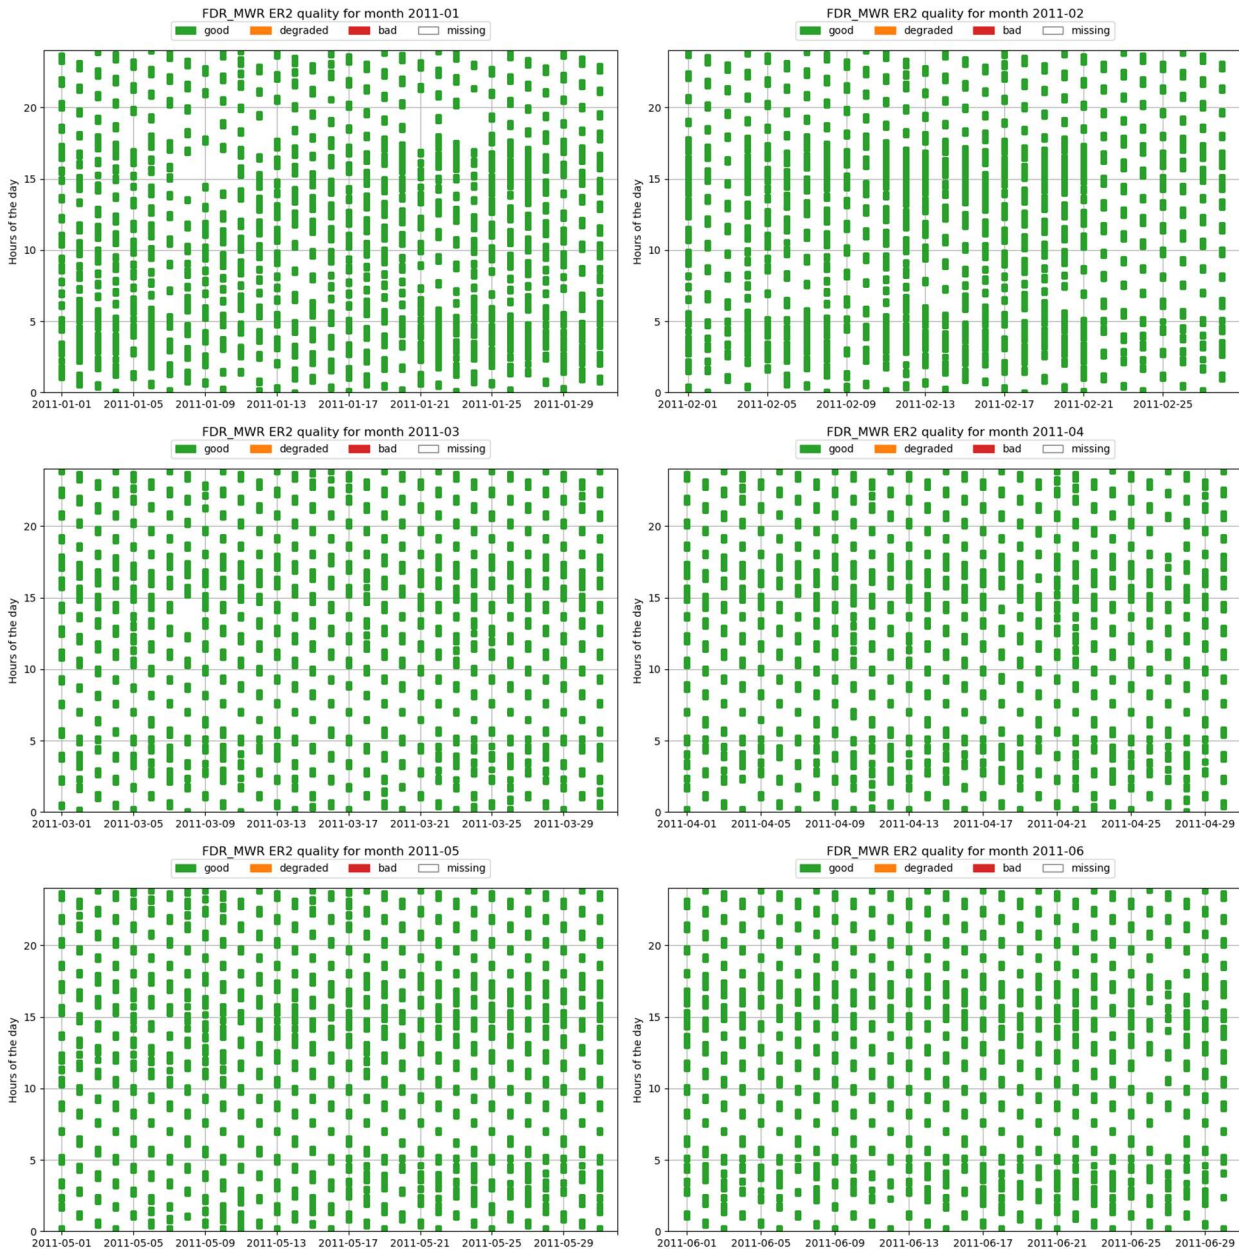 FDR_MWR ER2 quality for month 2011-01
good degraded bad missing
Hours of the day
20
15
10
5
0
2011-01-01 2011-01-05 2011-01-09 2011-01-13 2011-01-17 2011-01-21 2011-01-25 2011-01-29
FDR_MWR ER2 quality for month 2011-02
good degraded bad missing
Hours of the day
20
15
10
5
0
2011-02-01 2011-02-05 2011-02-09 2011-02-13 2011-02-17 2011-02-21 2011-02-25
FDR_MWR ER2 quality for month 2011-03
good degraded bad missing
Hours of the day
20
15
10
5
0
2011-03-01 2011-03-05 2011-03-09 2011-03-13 2011-03-17 2011-03-21 2011-03-25 2011-03-29
FDR_MWR ER2 quality for month 2011-04
good degraded bad missing
Hours of the day
20
15
10
5
0
2011-04-01 2011-04-05 2011-04-09 2011-04-13 2011-04-17 2011-04-21 2011-04-25 2011-04-29
FDR_MWR ER2 quality for month 2011-05
good degraded bad missing
Hours of the day
20
15
10
5
0
2011-05-01 2011-05-05 2011-05-09 2011-05-13 2011-05-17 2011-05-21 2011-05-25 2011-05-29
FDR_MWR ER2 quality for month 2011-06
good degraded bad missing
Hours of the day
20
15
10
5
0
2011-06-01 2011-06-05 2011-06-09 2011-06-13 2011-06-17 2011-06-21 2011-06-25 2011-06-29